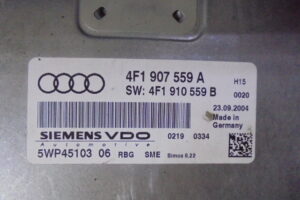 4F1 907 559 A H15
SW: 4F1 910 559 B 0020
23.09.2004
Made in
Germany
SIEMENS VDO 0219 0334
Automotive
5WP45103 06 RBG SME Simos 6.22